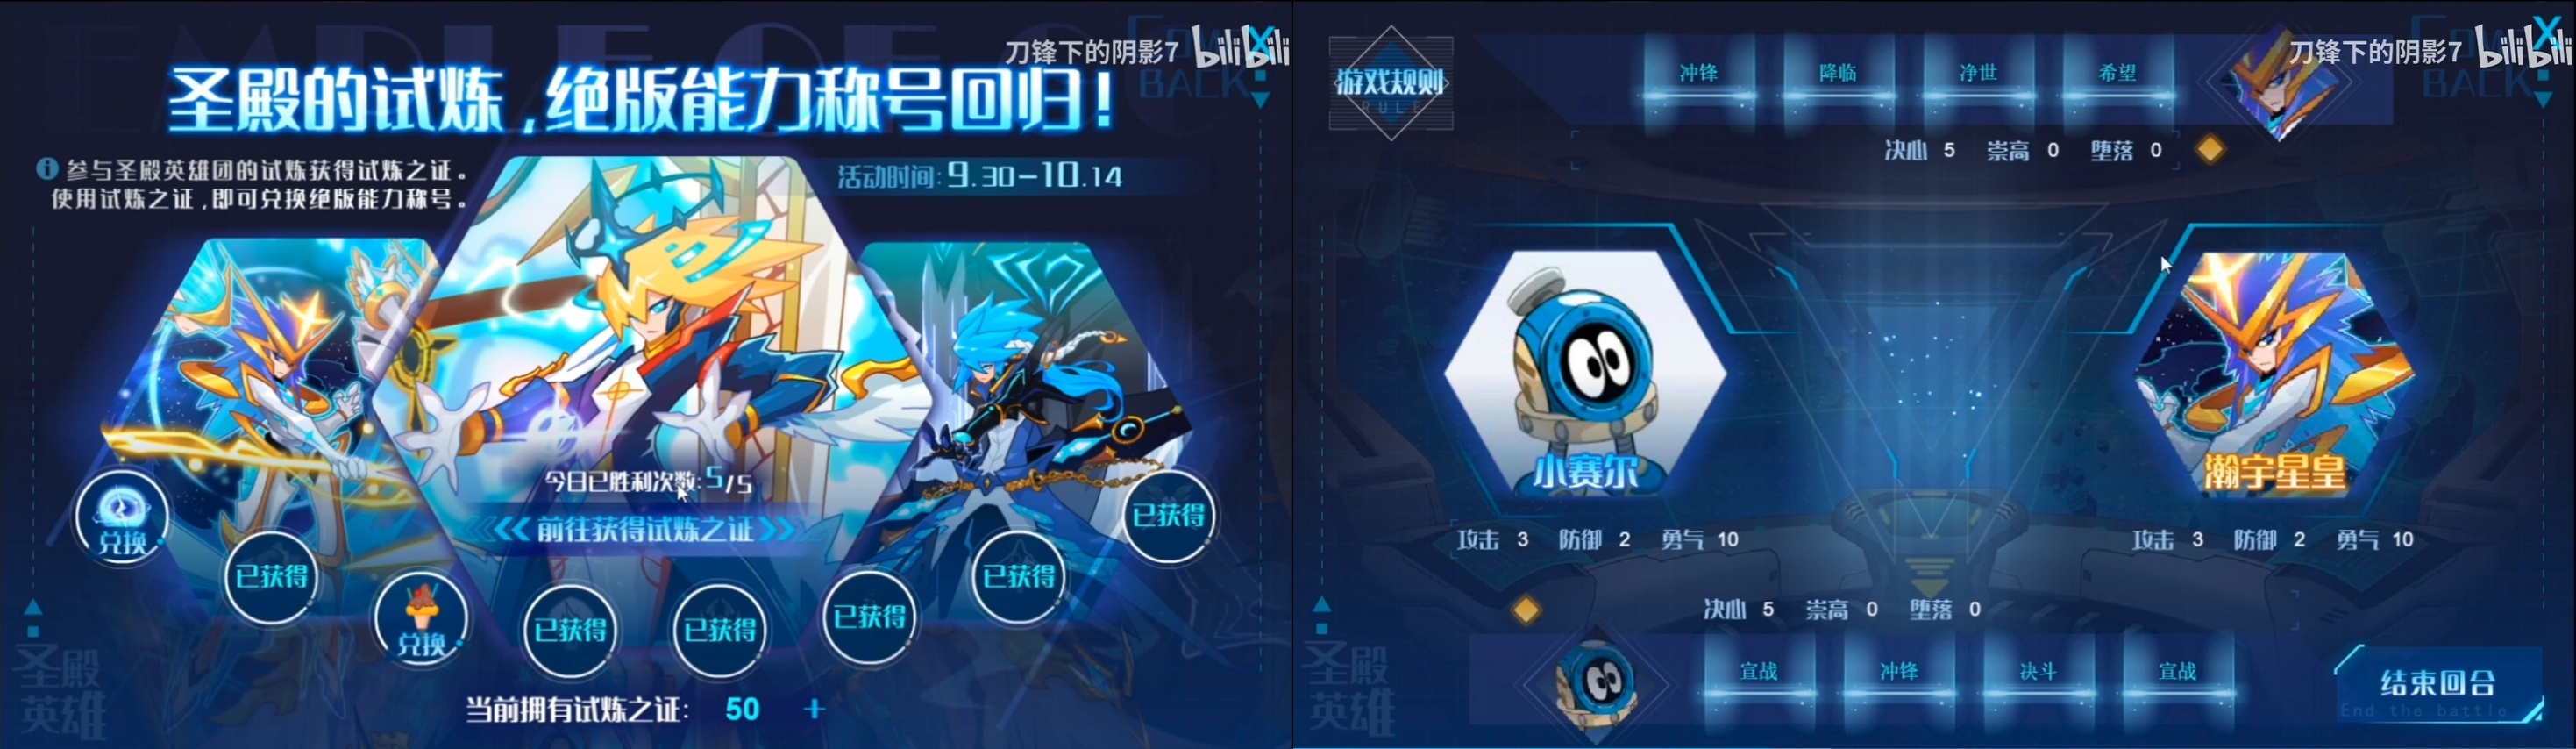 刀锋下的阴影7 bilibili
BACK
圣殿的试炼,绝版能力称号回归!
参与圣殿英雄团的试炼获得试炼之证。
使用试炼之证,即可兑换绝版能力称号。
活动时间:9.30-10.14
今日已胜利次数:5/5
前往获得试炼之证
兑换
已获得
兑换
已获得
已获得
已获得
已获得
已获得
当前拥有试炼之证: 50 +
圣殿
英雄
刀锋下的阴影7 bilibili
BACK
游戏规则
RULE
冲锋 降临 净世 希望
决心 5 崇高 0 堕落 0
小赛尔
瀚宇星皇
攻击 3 防御 2 勇气 10
攻击 3 防御 2 勇气 10
决心 5 崇高 0 堕落 0
宣战 冲锋 决斗 宣战
结束回合
End the battle
圣殿
英雄